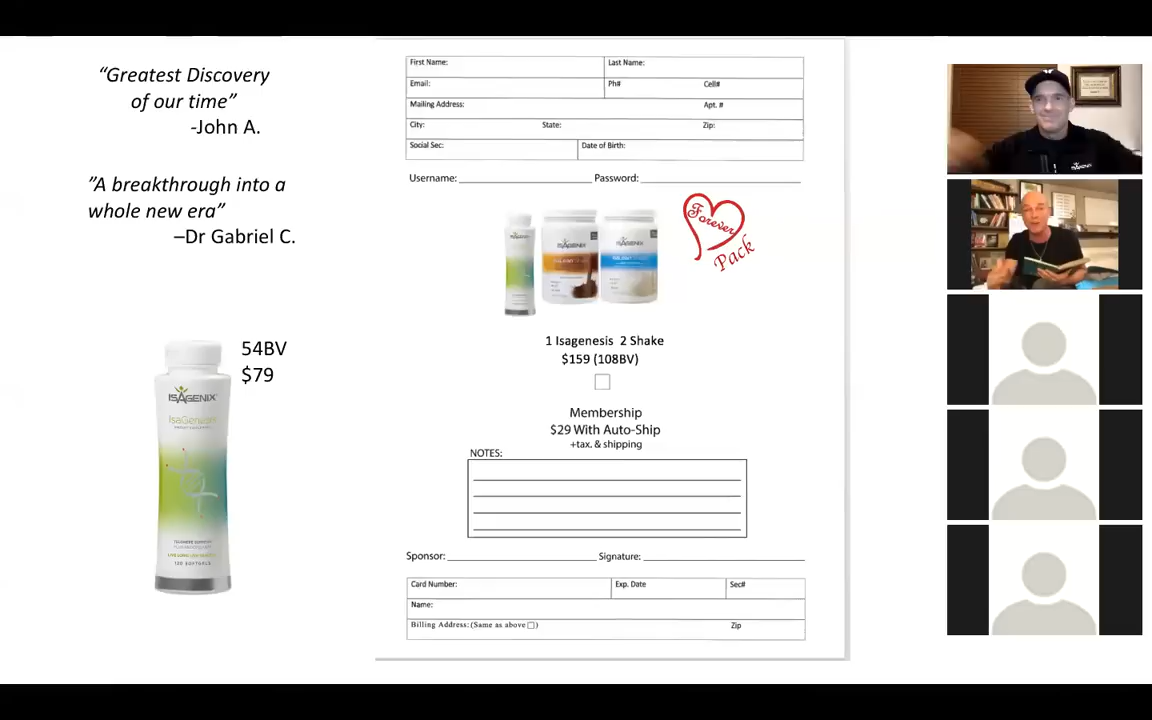 “Greatest Discovery
of our time”
-John A.
”A breakthrough into a
whole new era”
–Dr Gabriel C.
54BV
$79
ISAGENIX
IsaGenesis
First Name: Last Name:
Email: Ph# Cell#
Mailing Address: Apt. #
City: State: Zip:
Social Sec: Date of Birth:
Username: Password:
ISAGENIX ISAGENIX
Forever
Pack
1 Isagenesis 2 Shake
$159 (108BV)
Membership
$29 With Auto-Ship
+tax. & shipping
NOTES:
Sponsor: Signature:
Card Number: Exp. Date Sec#
Name:
Billing Address: (Same as above )
Zip